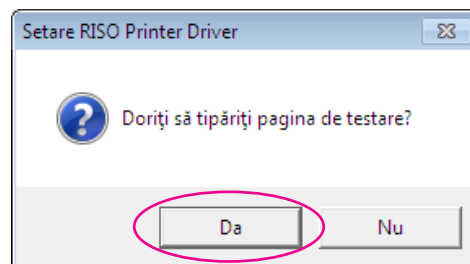 Setare RISO Printer Driver
Doriţi să tipăriţi pagina de testare?
Da
Nu